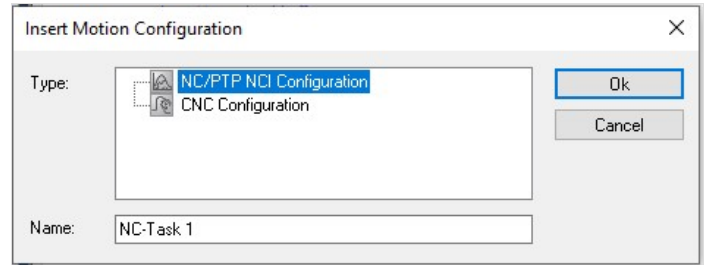 Insert Motion Configuration
Type:
NC/PTP NCI Configuration
CNC Configuration
Ok
Cancel
Name:
NC-Task 1